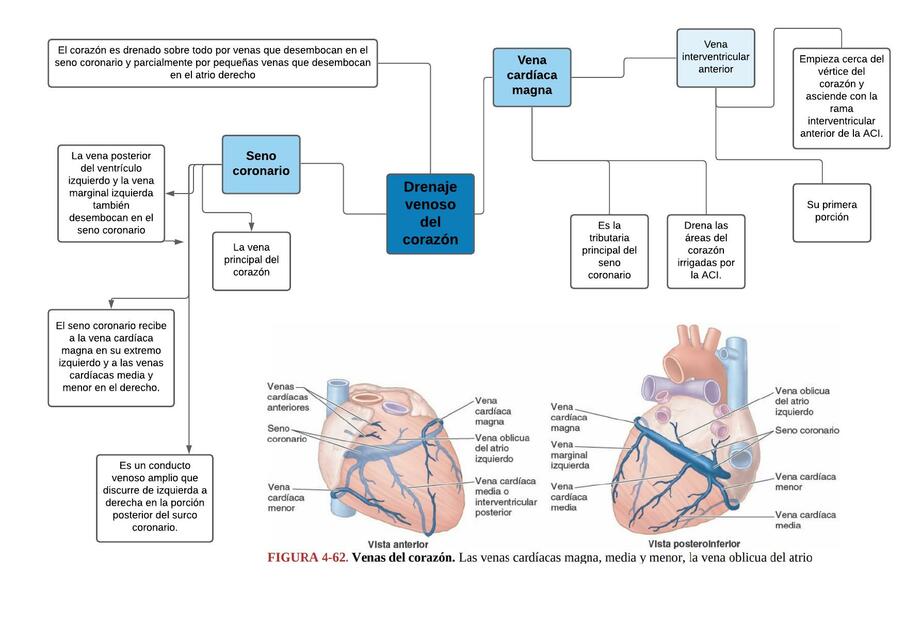 El corazón es drenado sobre todo por venas que desembocan en el
seno coronario y parcialmente por pequeñas venas que desembocan
en el atrio derecho
Vena
cardíaca
magna
Vena
interventricular
anterior
Empieza cerca del
vértice del
corazón y
asciende con la
rama
interventricular
anterior de la ACI.
Su primera
porción
Es la
tributaria
principal del
seno
coronario
Drena las
áreas del
corazón
irrigadas por
la ACI.
Drenaje
venoso
del
corazón
Seno
coronario
La vena posterior
del ventrículo
izquierdo y la vena
marginal izquierda
también
desembocan en el
seno coronario
La vena
principal del
corazón
El seno coronario recibe
a la vena cardíaca
magna en su extremo
izquierdo y a las venas
cardíacas media y
menor en el derecho.
Es un conducto
venoso amplio que
discurre de izquierda a
derecha en la porción
posterior del surco
coronario.
Venas
cardíacas
anteriores
Seno
coronario
Vena
cardíaca
menor
Vena
cardíaca
magna
Vena oblicua
del atrio
izquierdo
Vena cardíaca
media o
interventricular
posterior
Vista anterior
Vena
cardíaca
magna
Vena
marginal
izquierda
Vena
cardíaca
media
Vena oblicua
del atrio
izquierdo
Seno coronario
Vena cardíaca
menor
Vena cardíaca
media
Vista posteroinferior
FIGURA 4-62. Venas del corazón. Las venas cardíacas magna, media y menor, la vena oblicua del atrio